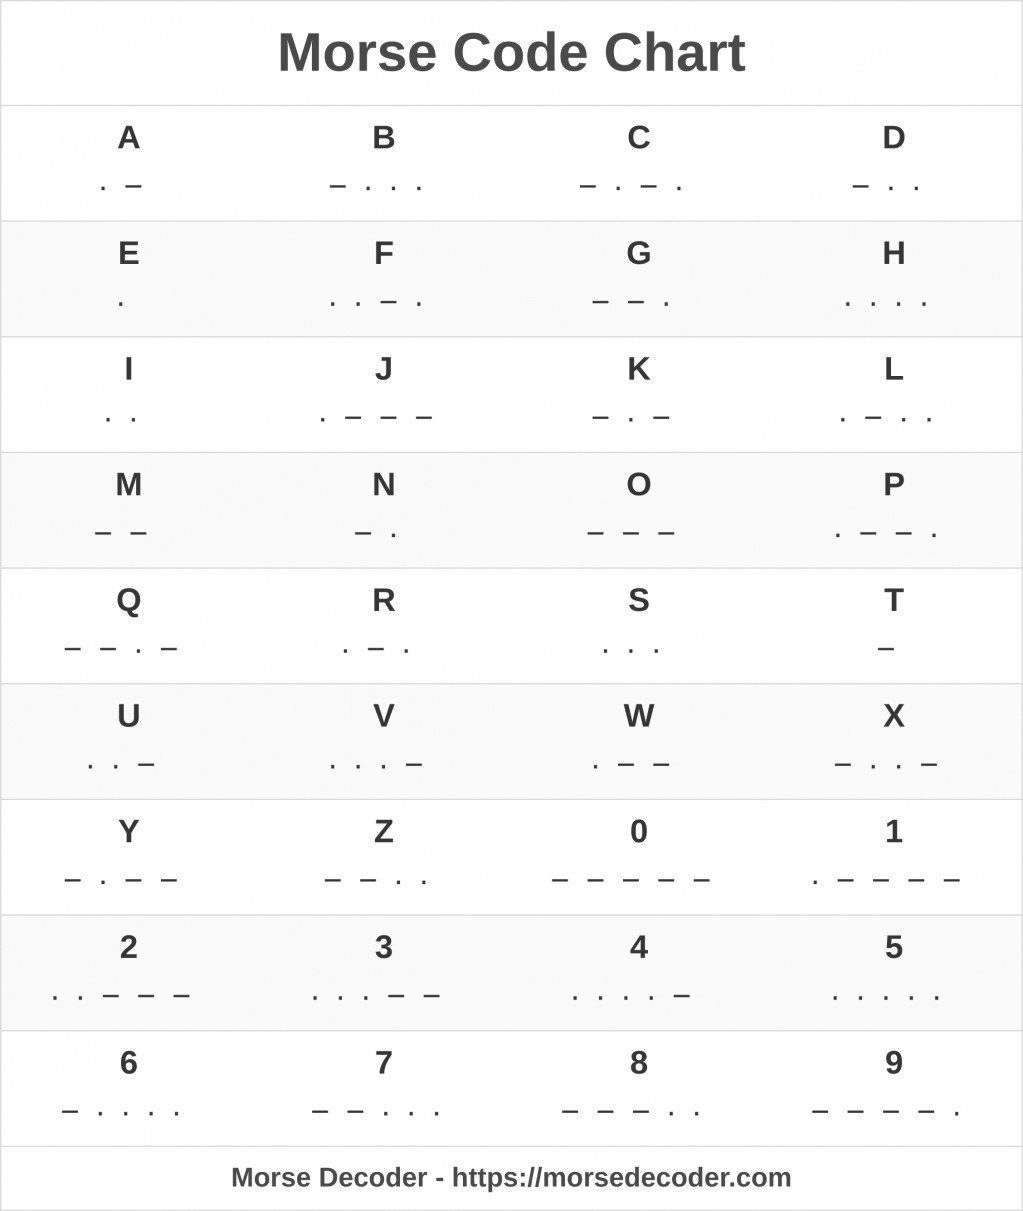 Morse Code Chart
A B C D
. – – . . . – . – . – . .
E F G H
. . . – . – – . . . . .
I J K L
. . . – – – – . – . – . .
M N O P
– – – . – – – . – – .
Q R S T
– – . – . – . . . . –
U V W X
. . – . . . – . – – – . . –
Y Z 0 1
– . – – – – . . – – – – – . – – – –
2 3 4 5
. . – – – . . . – – . . . . – . . . . .
6 7 8 9
– . . . . – – . . . – – – . . – – – – .
Morse Decoder - https://morsedecoder.com